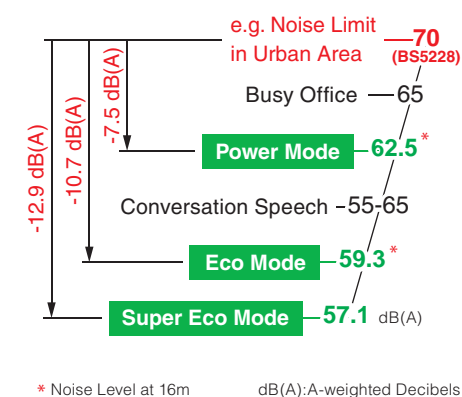 e.g. Noise Limit
in Urban Area
70
(BS5228)
Busy Office
65
-7.5 dB(A)
-10.7 dB(A)
-12.9 dB(A)
Power Mode
62.5 *
Conversation Speech
55-65
Eco Mode
59.3 *
Super Eco Mode
57.1 dB(A)
* Noise Level at 16m
dB(A):A-weighted Decibels